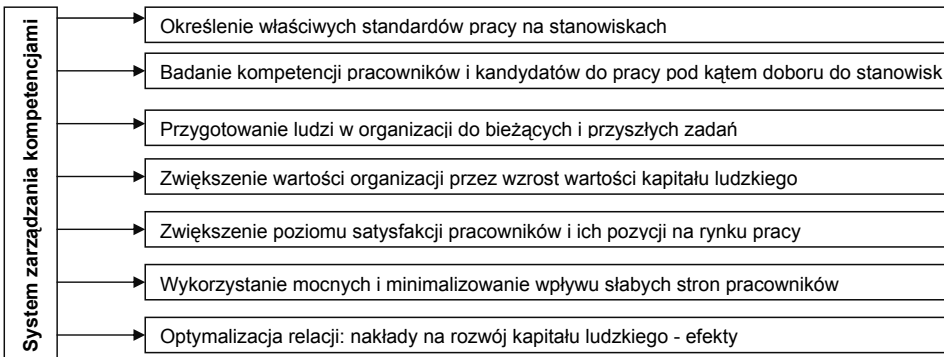 System zarządzania kompetencjami
Określenie właściwych standardów pracy na stanowiskach
Badanie kompetencji pracowników i kandydatów do pracy pod kątem doboru do stanowisk
Przygotowanie ludzi w organizacji do bieżących i przyszłych zadań
Zwiększenie wartości organizacji przez wzrost wartości kapitału ludzkiego
Zwiększenie poziomu satysfakcji pracowników i ich pozycji na rynku pracy
Wykorzystanie mocnych i minimalizowanie wpływu słabych stron pracowników
Optymalizacja relacji: nakłady na rozwój kapitału ludzkiego - efekty